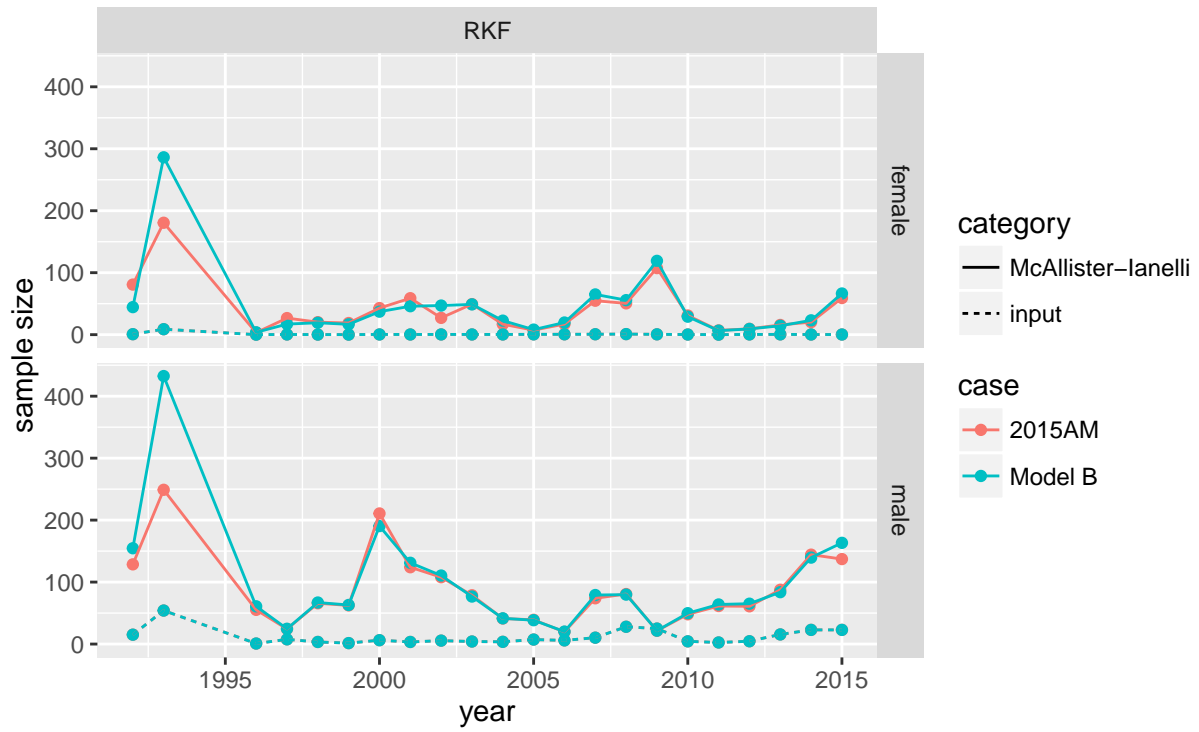 RKF
400
300
200
100
0
female
400
300
200
100
0
male
sample size
1995
2000
2005
2010
2015
year
category
McAllister−Ianelli
input
case
2015AM
Model B